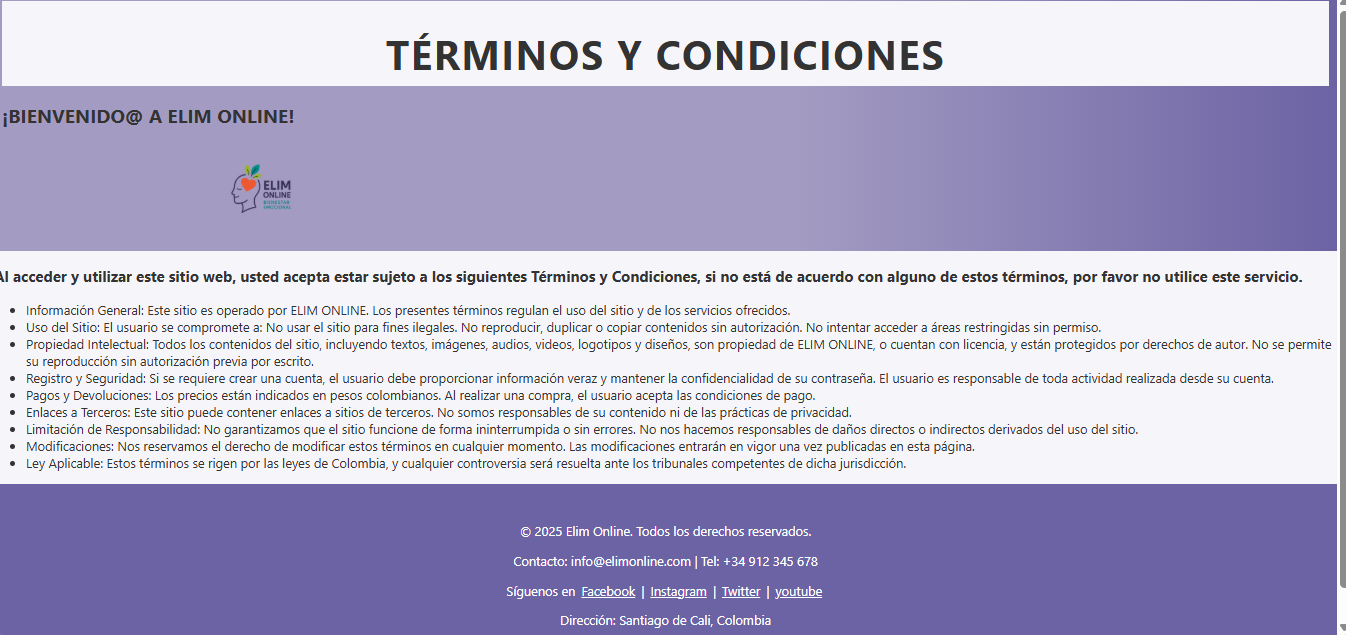 TÉRMINOS Y CONDICIONES
¡BIENVENIDO@ A ELIM ONLINE!
ELIM
ONLINE
BIENESTAR
EMOCIONAL
Al acceder y utilizar este sitio web, usted acepta estar sujeto a los siguientes Términos y Condiciones, si no está de acuerdo con alguno de estos términos, por favor no utilice este servicio.
• Información General: Este sitio es operado por ELIM ONLINE. Los presentes términos regulan el uso del sitio y de los servicios ofrecidos.
• Uso del Sitio: El usuario se compromete a: No usar el sitio para fines ilegales. No reproducir, duplicar o copiar contenidos sin autorización. No intentar acceder a áreas restringidas sin permiso.
• Propiedad Intelectual: Todos los contenidos del sitio, incluyendo textos, imágenes, audios, videos, logotipos y diseños, son propiedad de ELIM ONLINE, o cuentan con licencia, y están protegidos por derechos de autor. No se permite
su reproducción sin autorización previa por escrito.
• Registro y Seguridad: Si se requiere crear una cuenta, el usuario debe proporcionar información veraz y mantener la confidencialidad de su contraseña. El usuario es responsable de toda actividad realizada desde su cuenta.
• Pagos y Devoluciones: Los precios están indicados en pesos colombianos. Al realizar una compra, el usuario acepta las condiciones de pago.
• Enlaces a Terceros: Este sitio puede contener enlaces a sitios de terceros. No somos responsables de su contenido ni de las prácticas de privacidad.
• Limitación de Responsabilidad: No garantizamos que el sitio funcione de forma ininterrumpida o sin errores. No nos hacemos responsables de daños directos o indirectos derivados del uso del sitio.
• Modificaciones: Nos reservamos el derecho de modificar estos términos en cualquier momento. Las modificaciones entrarán en vigor una vez publicadas en esta página.
• Ley Aplicable: Estos términos se rigen por las leyes de Colombia, y cualquier controversia será resuelta ante los tribunales competentes de dicha jurisdicción.
© 2025 Elim Online. Todos los derechos reservados.
Contacto: info@elimonline.com | Tel: +34 912 345 678
Síguenos en Facebook | Instagram | Twitter | youtube
Dirección: Santiago de Cali, Colombia